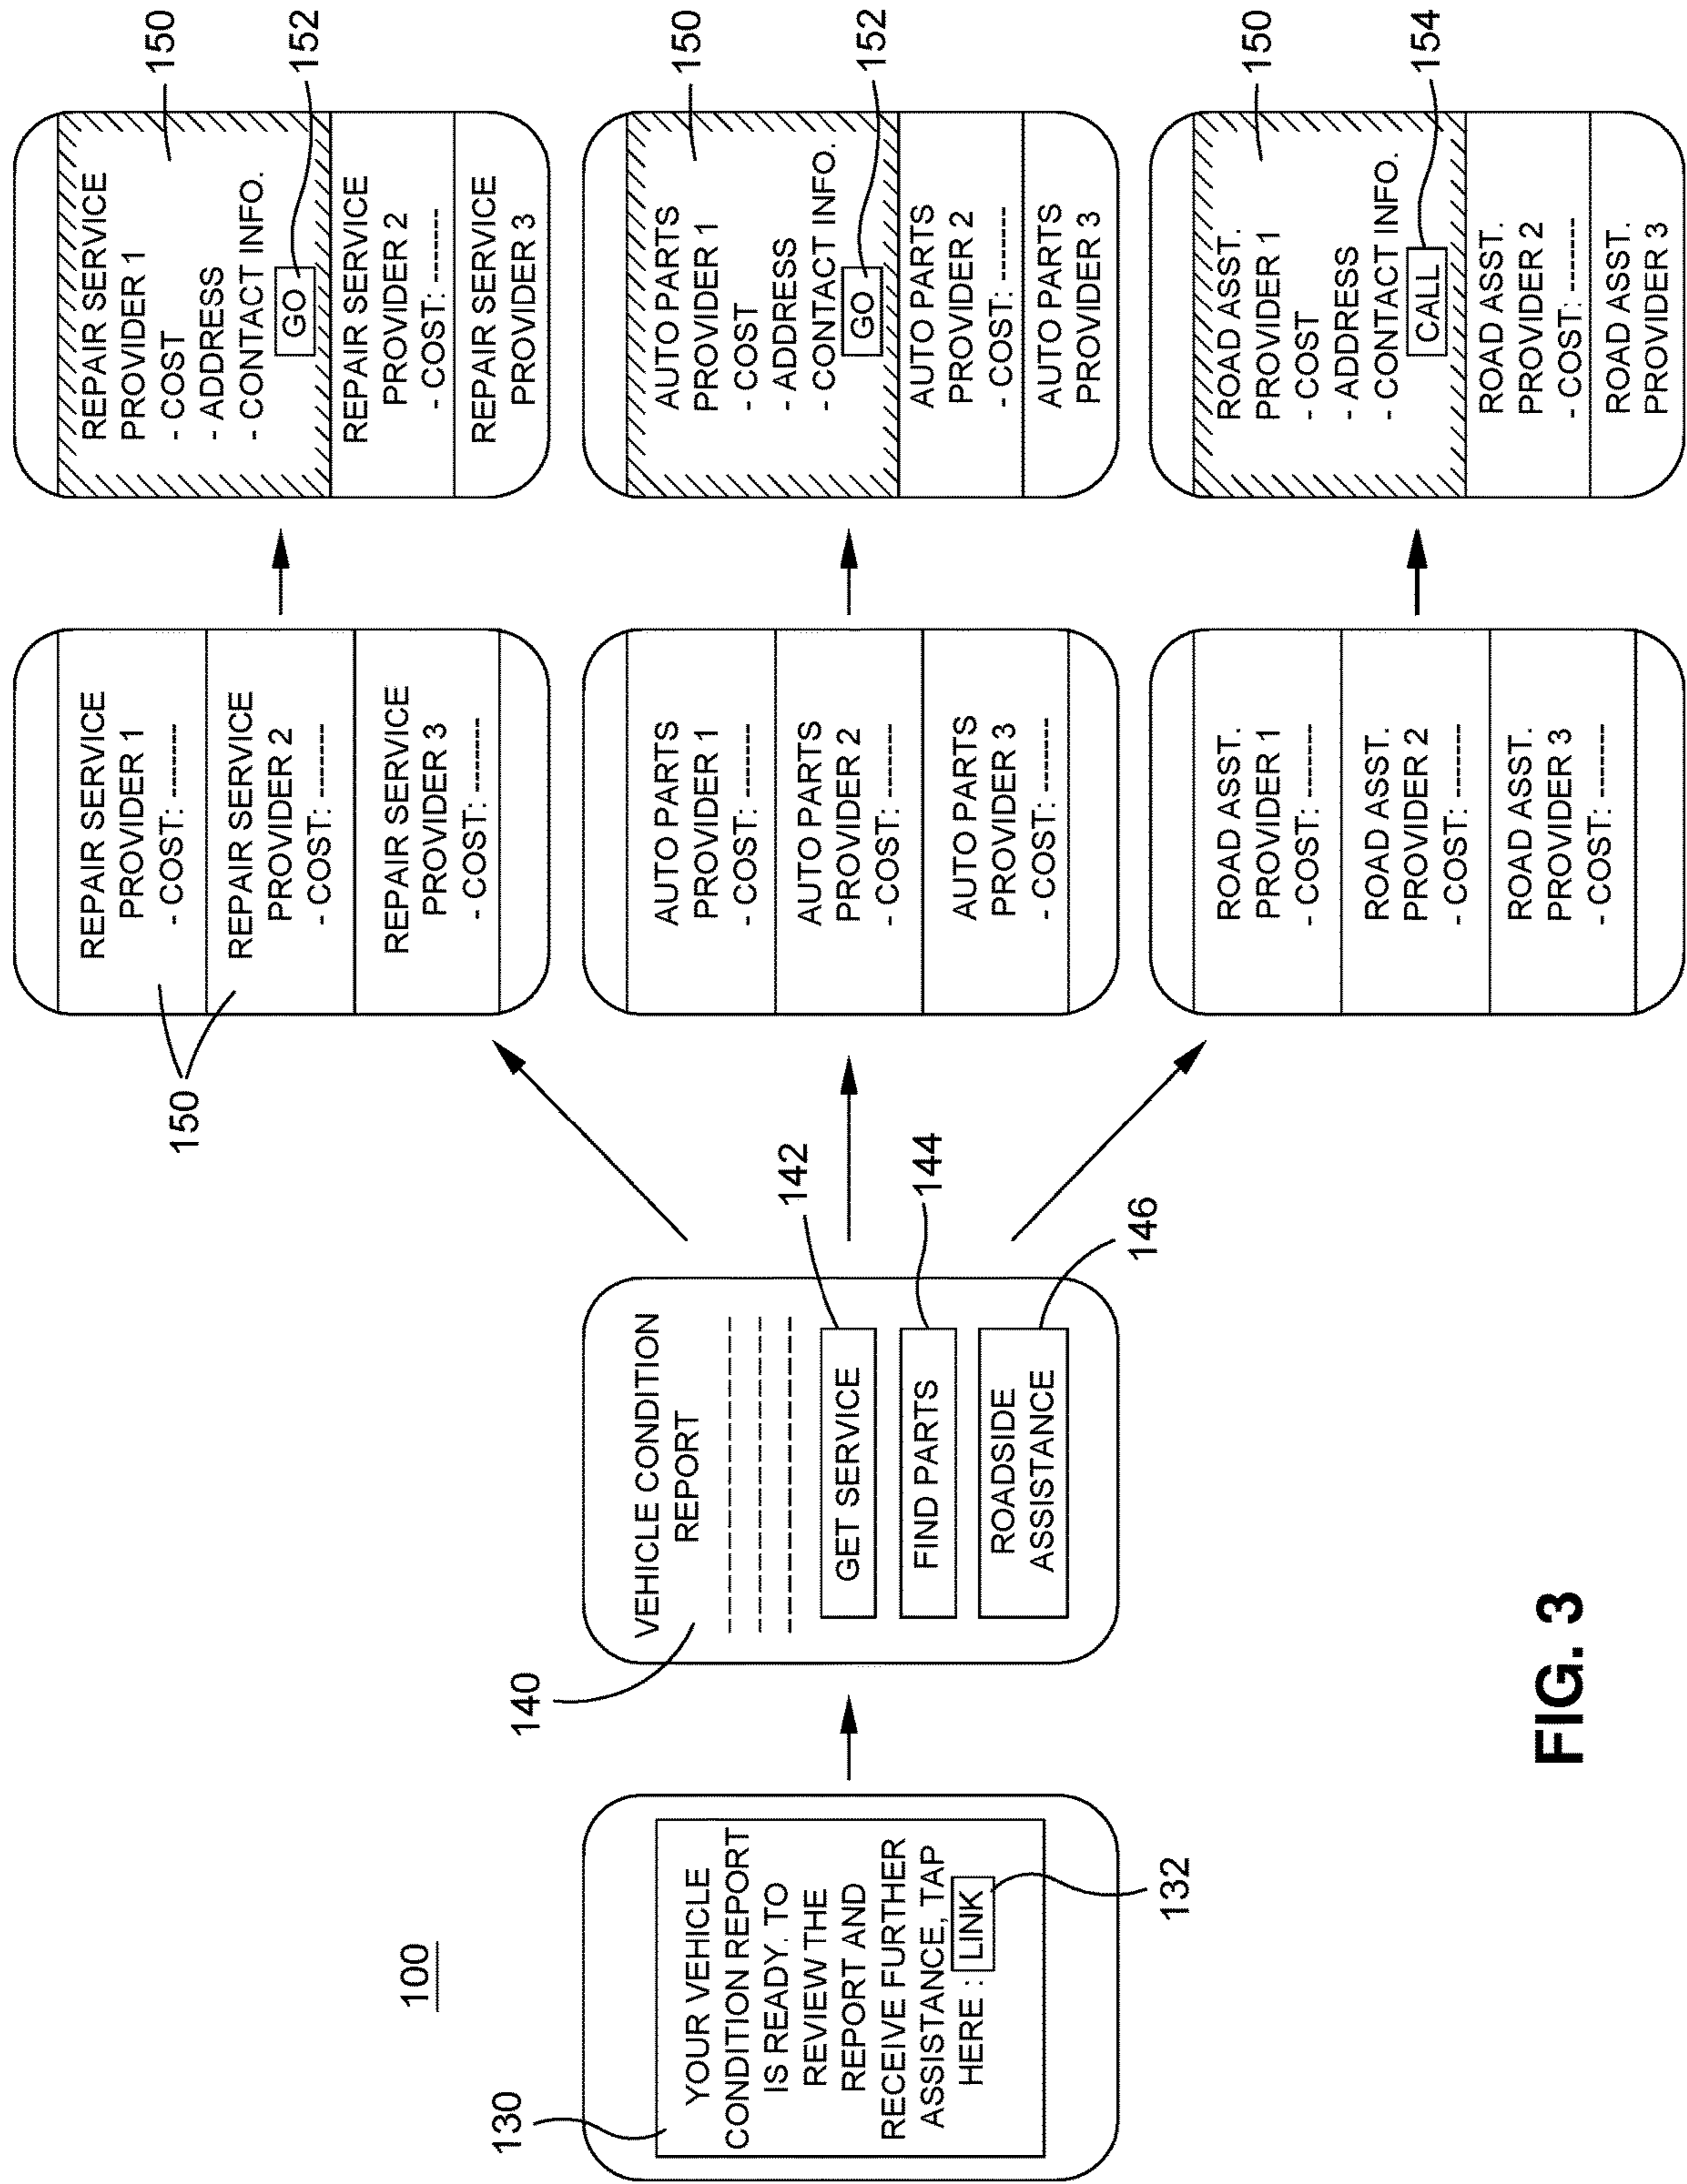 100
130
YOUR VEHICLE
CONDITION REPORT
IS READY. TO
REVIEW THE
REPORT AND
RECEIVE FURTHER
ASSISTANCE, TAP
HERE : LINK
132
140
VEHICLE CONDITION
REPORT
GET SERVICE
142
FIND PARTS
144
ROADSIDE
ASSISTANCE
146
150
REPAIR SERVICE
PROVIDER 1
- COST: -------
REPAIR SERVICE
PROVIDER 2
- COST: -------
REPAIR SERVICE
PROVIDER 3
- COST: -------
REPAIR SERVICE
PROVIDER 1
- COST
- ADDRESS
- CONTACT INFO.
GO
REPAIR SERVICE
PROVIDER 2
- COST: -------
REPAIR SERVICE
PROVIDER 3
150
152
AUTO PARTS
PROVIDER 1
- COST: -------
AUTO PARTS
PROVIDER 2
- COST: -------
AUTO PARTS
PROVIDER 3
- COST: -------
AUTO PARTS
PROVIDER 1
- COST
- ADDRESS
- CONTACT INFO.
GO
AUTO PARTS
PROVIDER 2
- COST: -------
AUTO PARTS
PROVIDER 3
150
152
ROAD ASST.
PROVIDER 1
- COST: -------
ROAD ASST.
PROVIDER 2
- COST: -------
ROAD ASST.
PROVIDER 3
- COST: -------
ROAD ASST.
PROVIDER 1
- COST
- ADDRESS
- CONTACT INFO.
CALL
ROAD ASST.
PROVIDER 2
- COST: -------
ROAD ASST.
PROVIDER 3
150
154
FIG. 3